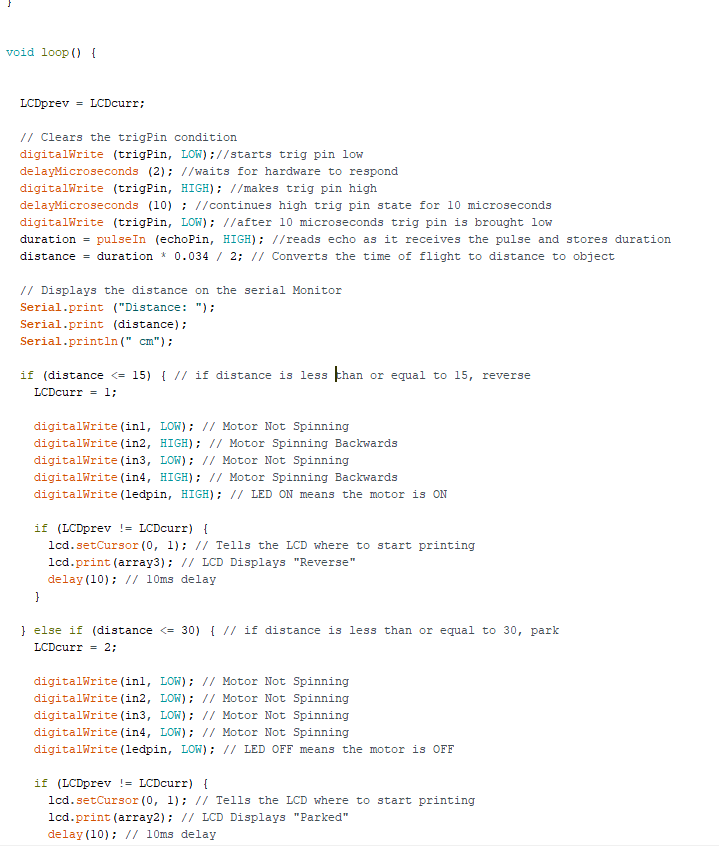 }
void loop() {
LCDprev = LCDcurr;
// Clears the trigPin condition
digitalWrite (trigPin, LOW);//starts trig pin low
delayMicroseconds (2); //waits for hardware to respond
digitalWrite (trigPin, HIGH); //makes trig pin high
delayMicroseconds (10) ; //continues high trig pin state for 10 microseconds
digitalWrite (trigPin, LOW); //after 10 microseconds trig pin is brought low
duration = pulseIn (echoPin, HIGH); //reads echo as it receives the pulse and stores duration
distance = duration * 0.034 / 2; // Converts the time of flight to distance to object
// Displays the distance on the serial Monitor
Serial.print ("Distance: ");
Serial.print (distance);
Serial.println(" cm");
if (distance <= 15) { // if distance is less than or equal to 15, reverse
LCDcurr = 1;
digitalWrite(in1, LOW); // Motor Not Spinning
digitalWrite(in2, HIGH); // Motor Spinning Backwards
digitalWrite(in3, LOW); // Motor Not Spinning
digitalWrite(in4, HIGH); // Motor Spinning Backwards
digitalWrite(ledpin, HIGH); // LED ON means the motor is ON
if (LCDprev != LCDcurr) {
lcd.setCursor(0, 1); // Tells the LCD where to start printing
lcd.print(array3); // LCD Displays "Reverse"
delay(10); // 10ms delay
}
} else if (distance <= 30) { // if distance is less than or equal to 30, park
LCDcurr = 2;
digitalWrite(in1, LOW); // Motor Not Spinning
digitalWrite(in2, LOW); // Motor Not Spinning
digitalWrite(in3, LOW); // Motor Not Spinning
digitalWrite(in4, LOW); // Motor Not Spinning
digitalWrite(ledpin, LOW); // LED OFF means the motor is OFF
if (LCDprev != LCDcurr) {
lcd.setCursor(0, 1); // Tells the LCD where to start printing
lcd.print(array2); // LCD Displays "Parked"
delay(10); // 10ms delay